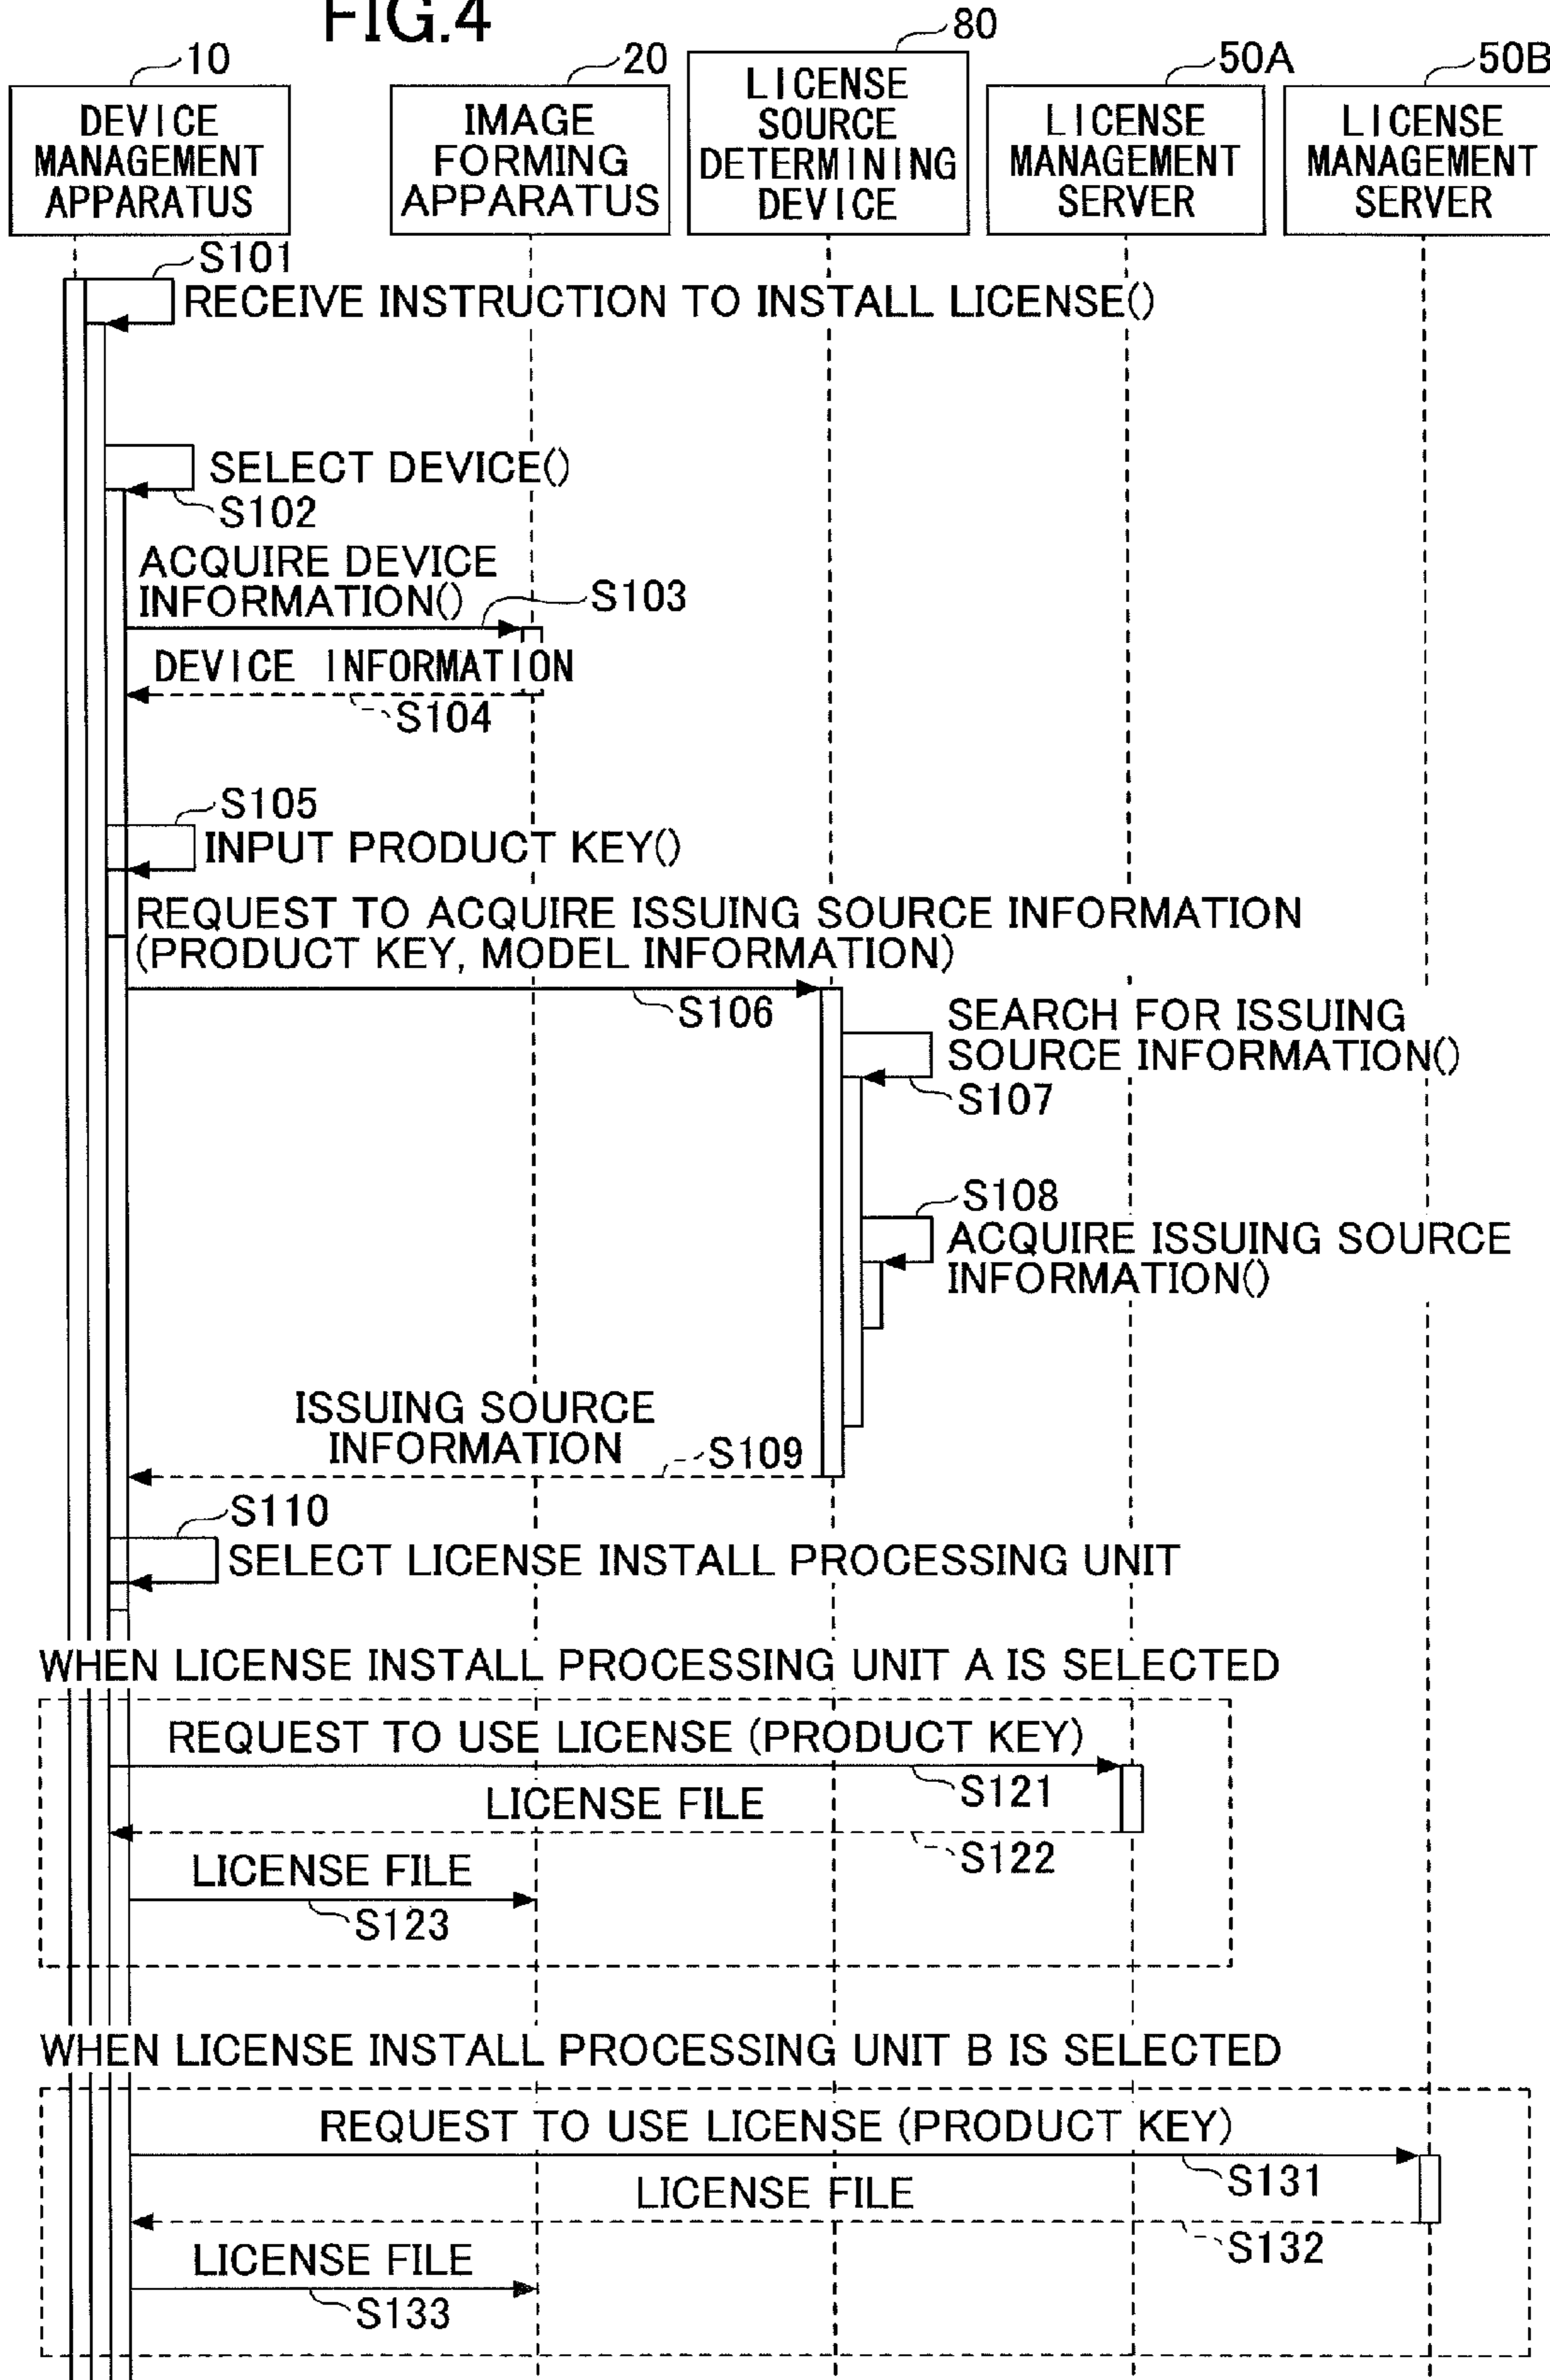 FIG.4
10
DEVICE
MANAGEMENT
APPARATUS
20
IMAGE
FORMING
APPARATUS
80
LICENSE
SOURCE
DETERMINING
DEVICE
50A
LICENSE
MANAGEMENT
SERVER
50B
LICENSE
MANAGEMENT
SERVER
S101
RECEIVE INSTRUCTION TO INSTALL LICENSE()
SELECT DEVICE()
S102
ACQUIRE DEVICE
INFORMATION()
S103
DEVICE INFORMATION
S104
S105
INPUT PRODUCT KEY()
REQUEST TO ACQUIRE ISSUING SOURCE INFORMATION
(PRODUCT KEY, MODEL INFORMATION)
S106
SEARCH FOR ISSUING
SOURCE INFORMATION()
S107
S108
ACQUIRE ISSUING SOURCE
INFORMATION()
ISSUING SOURCE
INFORMATION
S109
S110
SELECT LICENSE INSTALL PROCESSING UNIT
WHEN LICENSE INSTALL PROCESSING UNIT A IS SELECTED
REQUEST TO USE LICENSE (PRODUCT KEY)
S121
LICENSE FILE
S122
LICENSE FILE
S123
WHEN LICENSE INSTALL PROCESSING UNIT B IS SELECTED
REQUEST TO USE LICENSE (PRODUCT KEY)
S131
LICENSE FILE
S132
LICENSE FILE
S133